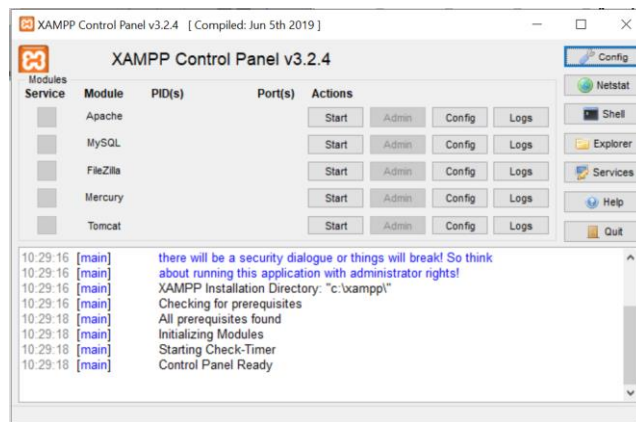 XAMPP Control Panel v3.2.4 [ Compiled: Jun 5th 2019 ]
XAMPP Control Panel v3.2.4
Config
Modules
Service Module PID(s) Port(s) Actions
Netstat
Apache Start Admin Config Logs
Shell
MySQL Start Admin Config Logs
Explorer
FileZilla Start Admin Config Logs
Services
Mercury Start Admin Config Logs
Help
Tomcat Start Admin Config Logs
Quit
10:29:16 [main] there will be a security dialogue or things will break! So think
10:29:16 [main] about running this application with administrator rights!
10:29:16 [main] XAMPP Installation Directory: "c:\xampp\"
10:29:16 [main] Checking for prerequisites
10:29:18 [main] All prerequisites found
10:29:18 [main] Initializing Modules
10:29:18 [main] Starting Check-Timer
10:29:18 [main] Control Panel Ready